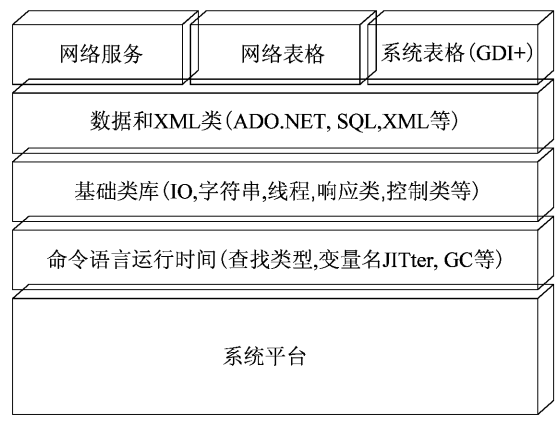 网络服务
网络表格
系统表格(GDI+)
数据和XML类(ADO.NET, SQL,XML等)
基础类库(IO,字符串,线程,响应类,控制类等)
命令语言运行时间(查找类型,变量名JITter, GC等)
系统平台